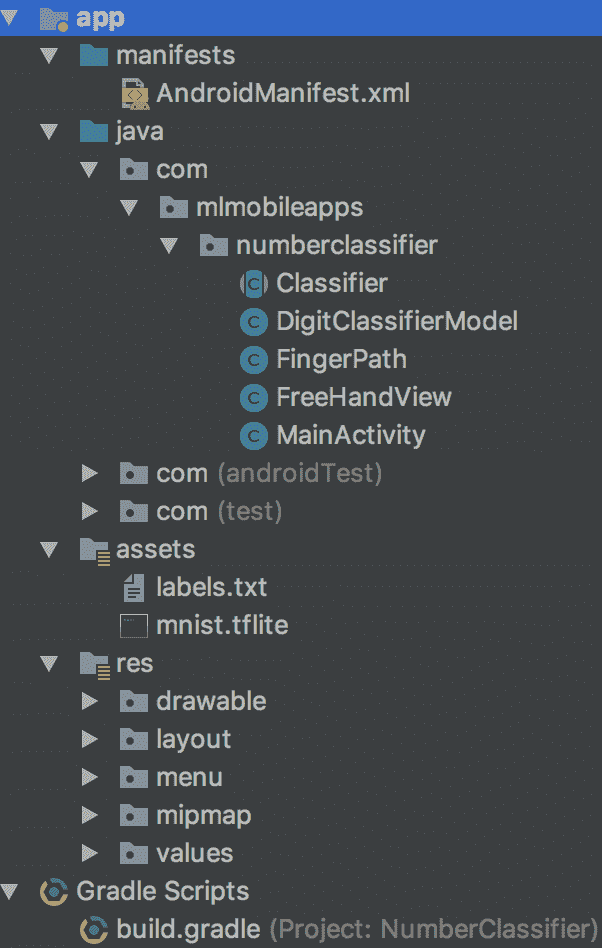 app
manifests
AndroidManifest.xml
java
com
mlmobileapps
numberclassifier
C Classifier
C DigitClassifierModel
C FingerPath
C FreeHandView
C MainActivity
com (androidTest)
com (test)
assets
labels.txt
mnist.tflite
res
drawable
layout
menu
mipmap
values
Gradle Scripts
build.gradle (Project: NumberClassifier)